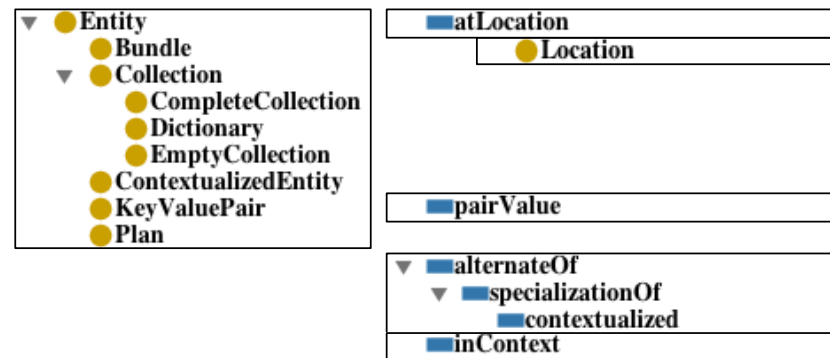 Entity
Bundle
Collection
CompleteCollection
Dictionary
EmptyCollection
ContextualizedEntity
KeyValuePair
Plan
atLocation
Location
pairValue
alternateOf
specializationOf
contextualized
inContext